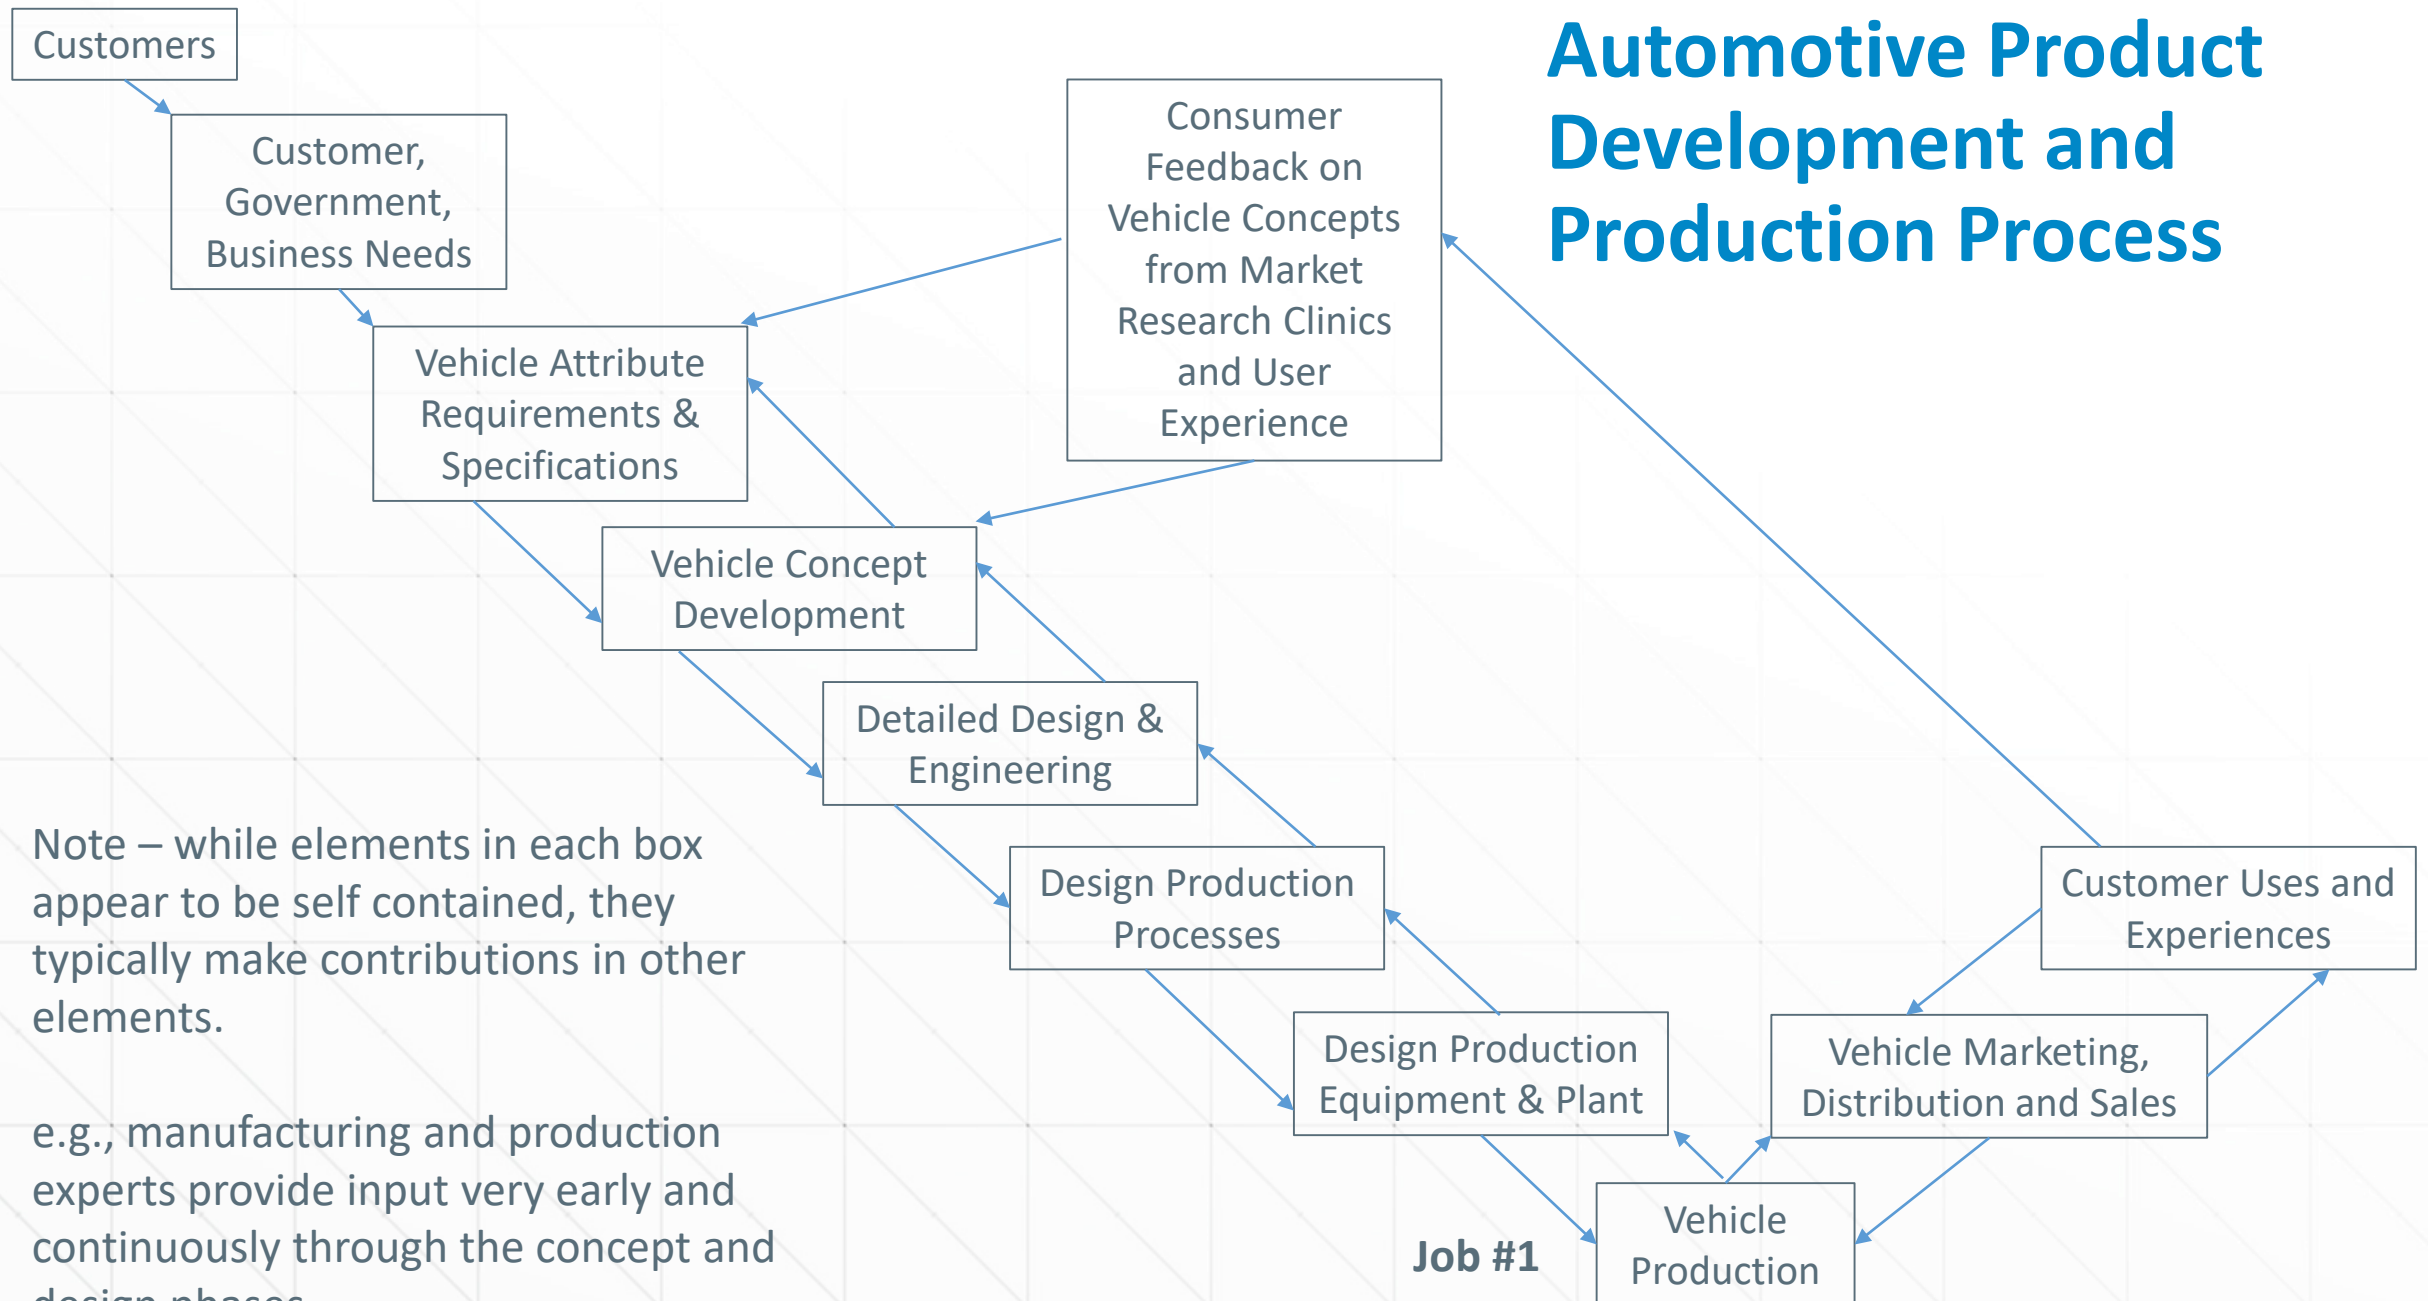 Automotive Product
Development and
Production Process
Customers
Customer,
Government,
Business Needs
Consumer
Feedback on
Vehicle Concepts
from Market
Research Clinics
and User
Experience
Vehicle Attribute
Requirements &
Specifications
Vehicle Concept
Development
Detailed Design &
Engineering
Design Production
Processes
Design Production
Equipment & Plant
Vehicle
Production
Job #1
Vehicle Marketing,
Distribution and Sales
Customer Uses and
Experiences
Note – while elements in each box
appear to be self contained, they
typically make contributions in other
elements.
e.g., manufacturing and production
experts provide input very early and
continuously through the concept and
design phases